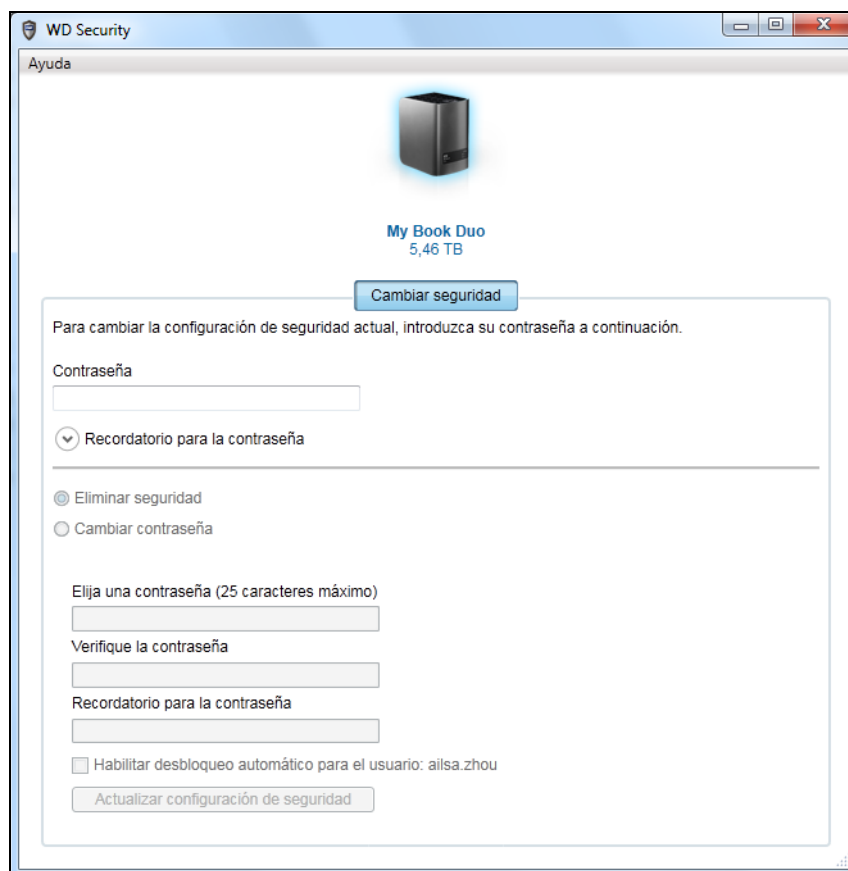 WD Security
Ayuda
My Book Duo
5,46 TB
Cambiar seguridad
Para cambiar la configuración de seguridad actual, introduzca su contraseña a continuación.
Contraseña
Recordatorio para la contraseña
Eliminar seguridad
Cambiar contraseña
Elija una contraseña (25 caracteres máximo)
Verifique la contraseña
Recordatorio para la contraseña
Habilitar desbloqueo automático para el usuario: ailsa.zhou
Actualizar configuración de seguridad